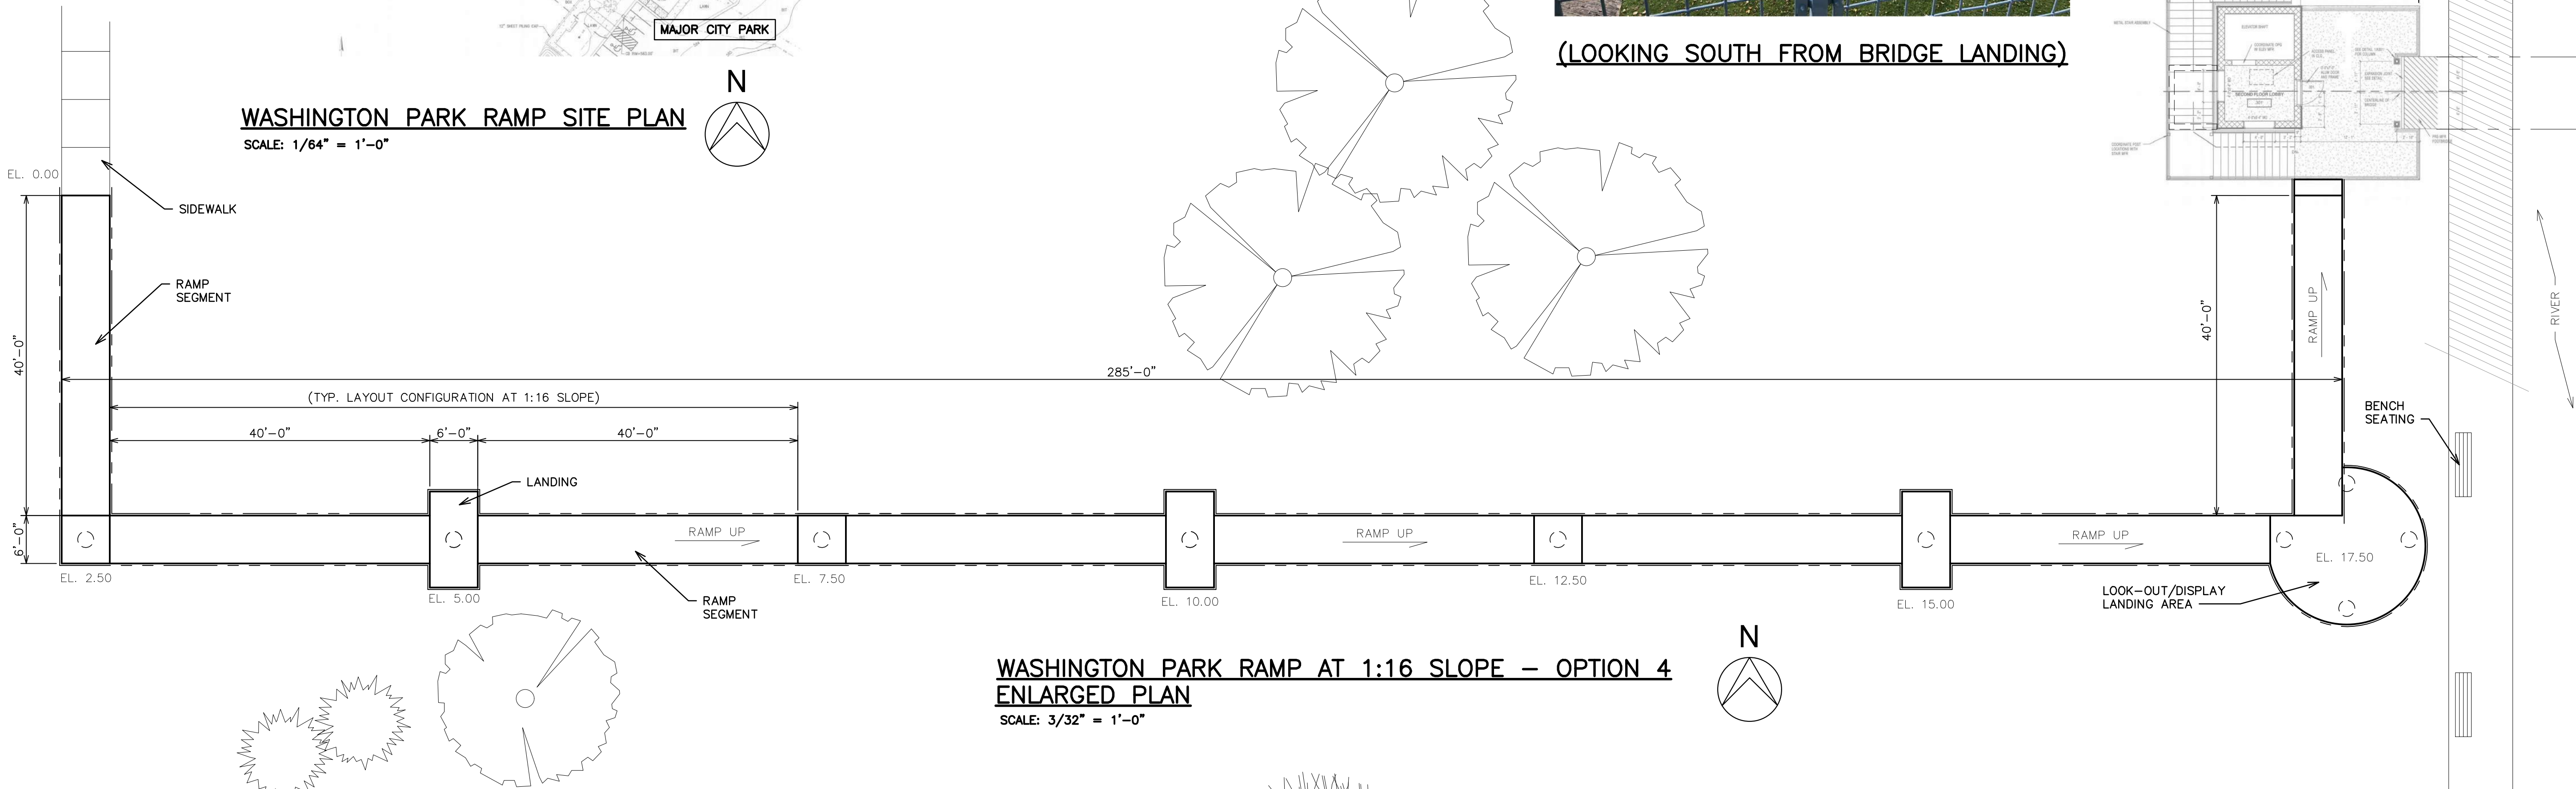 MAJOR CITY PARK
(LOOKING SOUTH FROM BRIDGE LANDING)
N
WASHINGTON PARK RAMP SITE PLAN
SCALE: 1/64" = 1'-0"
EL. 0.00
SIDEWALK
RAMP
SEGMENT
40'-0"
6'-0"
285'-0"
(TYP. LAYOUT CONFIGURATION AT 1:16 SLOPE)
40'-0"
6'-0"
40'-0"
LANDING
RAMP UP
RAMP UP
RAMP UP
RAMP UP
40'-0"
RIVER
BENCH
SEATING
EL. 2.50
EL. 5.00
EL. 7.50
EL. 10.00
EL. 12.50
EL. 15.00
EL. 17.50
RAMP
SEGMENT
LOOK-OUT/DISPLAY
LANDING AREA
ELEVATOR SHAFT
SECOND FLOOR LOBBY
N
WASHINGTON PARK RAMP AT 1:16 SLOPE - OPTION 4
ENLARGED PLAN
SCALE: 3/32" = 1'-0"